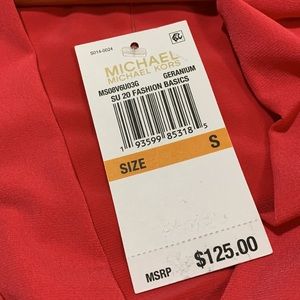 S014-0024
MICHAEL
MICHAEL KORS
MS08V6U03G GERANIUM
SU 20 FASHION BASICS
1 93599 85318 5
SIZE S
MSRP $125.00